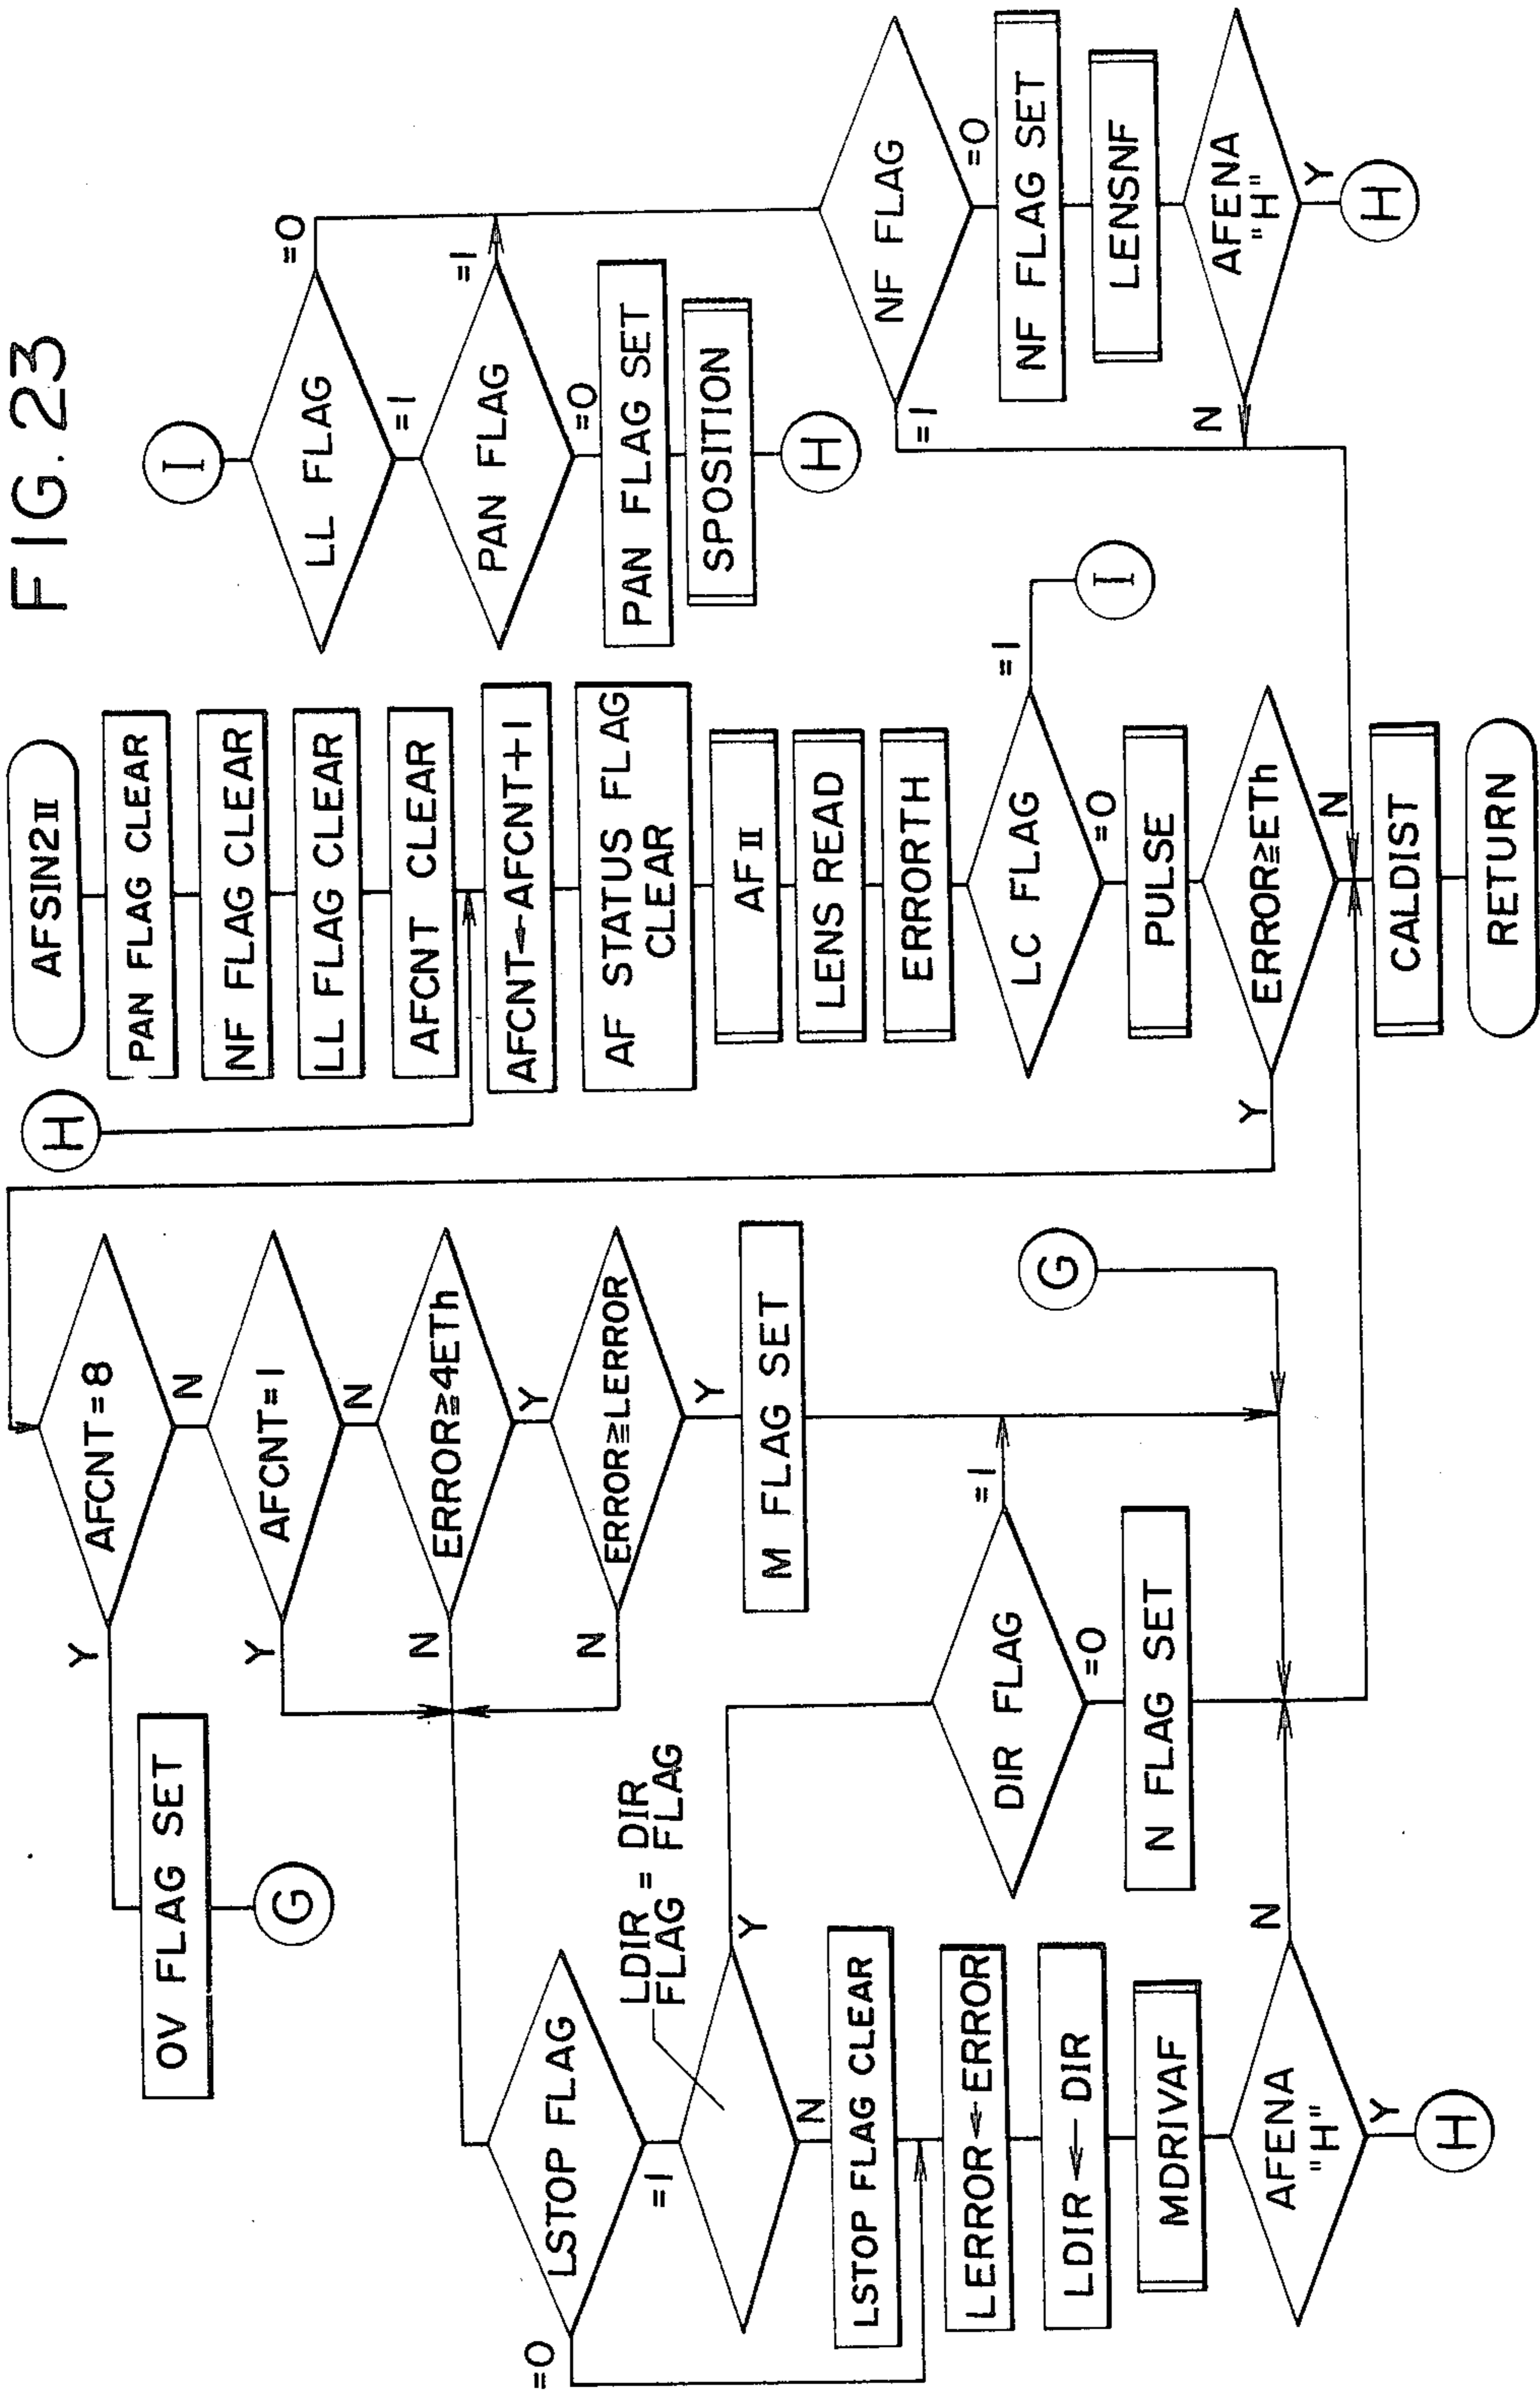 FIG. 23
AFSIN2II
PAN FLAG CLEAR
NF FLAG CLEAR
LL FLAG CLEAR
AFCNT CLEAR
H
AFCNT←AFCNT+1
AF STATUS FLAG
CLEAR
AF II
LENS READ
ERRORTH
LC FLAG
=1
I
=0
PULSE
ERROR≧ETh
Y
N
CALDIST
RETURN
I
LL FLAG
=0
=1
PAN FLAG
=1
=0
PAN FLAG SET
SPOSITION
H
NF FLAG
=1
=0
NF FLAG SET
LENSNF
AFENA
"H"
N
Y
H
AFCNT=8
Y
N
OV FLAG SET
G
AFCNT=1
Y
N
ERROR≧4ETh
N
Y
ERROR≧LERROR
N
Y
M FLAG SET
G
LSTOP FLAG
=0
=1
LDIR = DIR
FLAG FLAG
Y
N
DIR FLAG
=1
=0
N FLAG SET
LSTOP FLAG CLEAR
LERROR←ERROR
LDIR←DIR
MDRIVAF
AFENA
"H"
N
Y
H